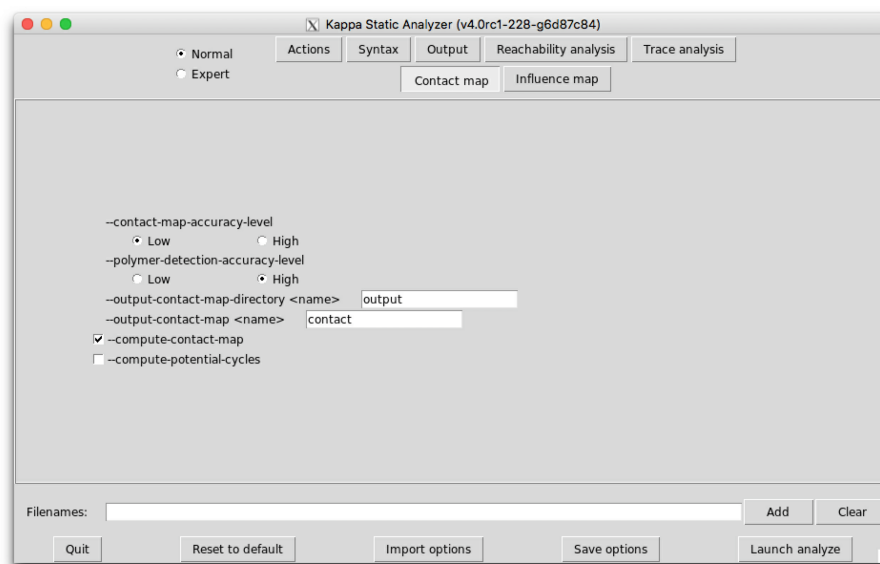 Kappa Static Analyzer (v4.0rc1-228-g6d87c84)
Normal
Expert
Actions Syntax Output Reachability analysis Trace analysis
Contact map Influence map
--contact-map-accuracy-level
Low High
--polymer-detection-accuracy-level
Low High
--output-contact-map-directory <name> output
--output-contact-map <name> contact
--compute-contact-map
--compute-potential-cycles
Filenames: Add Clear
Quit Reset to default Import options Save options Launch analyze